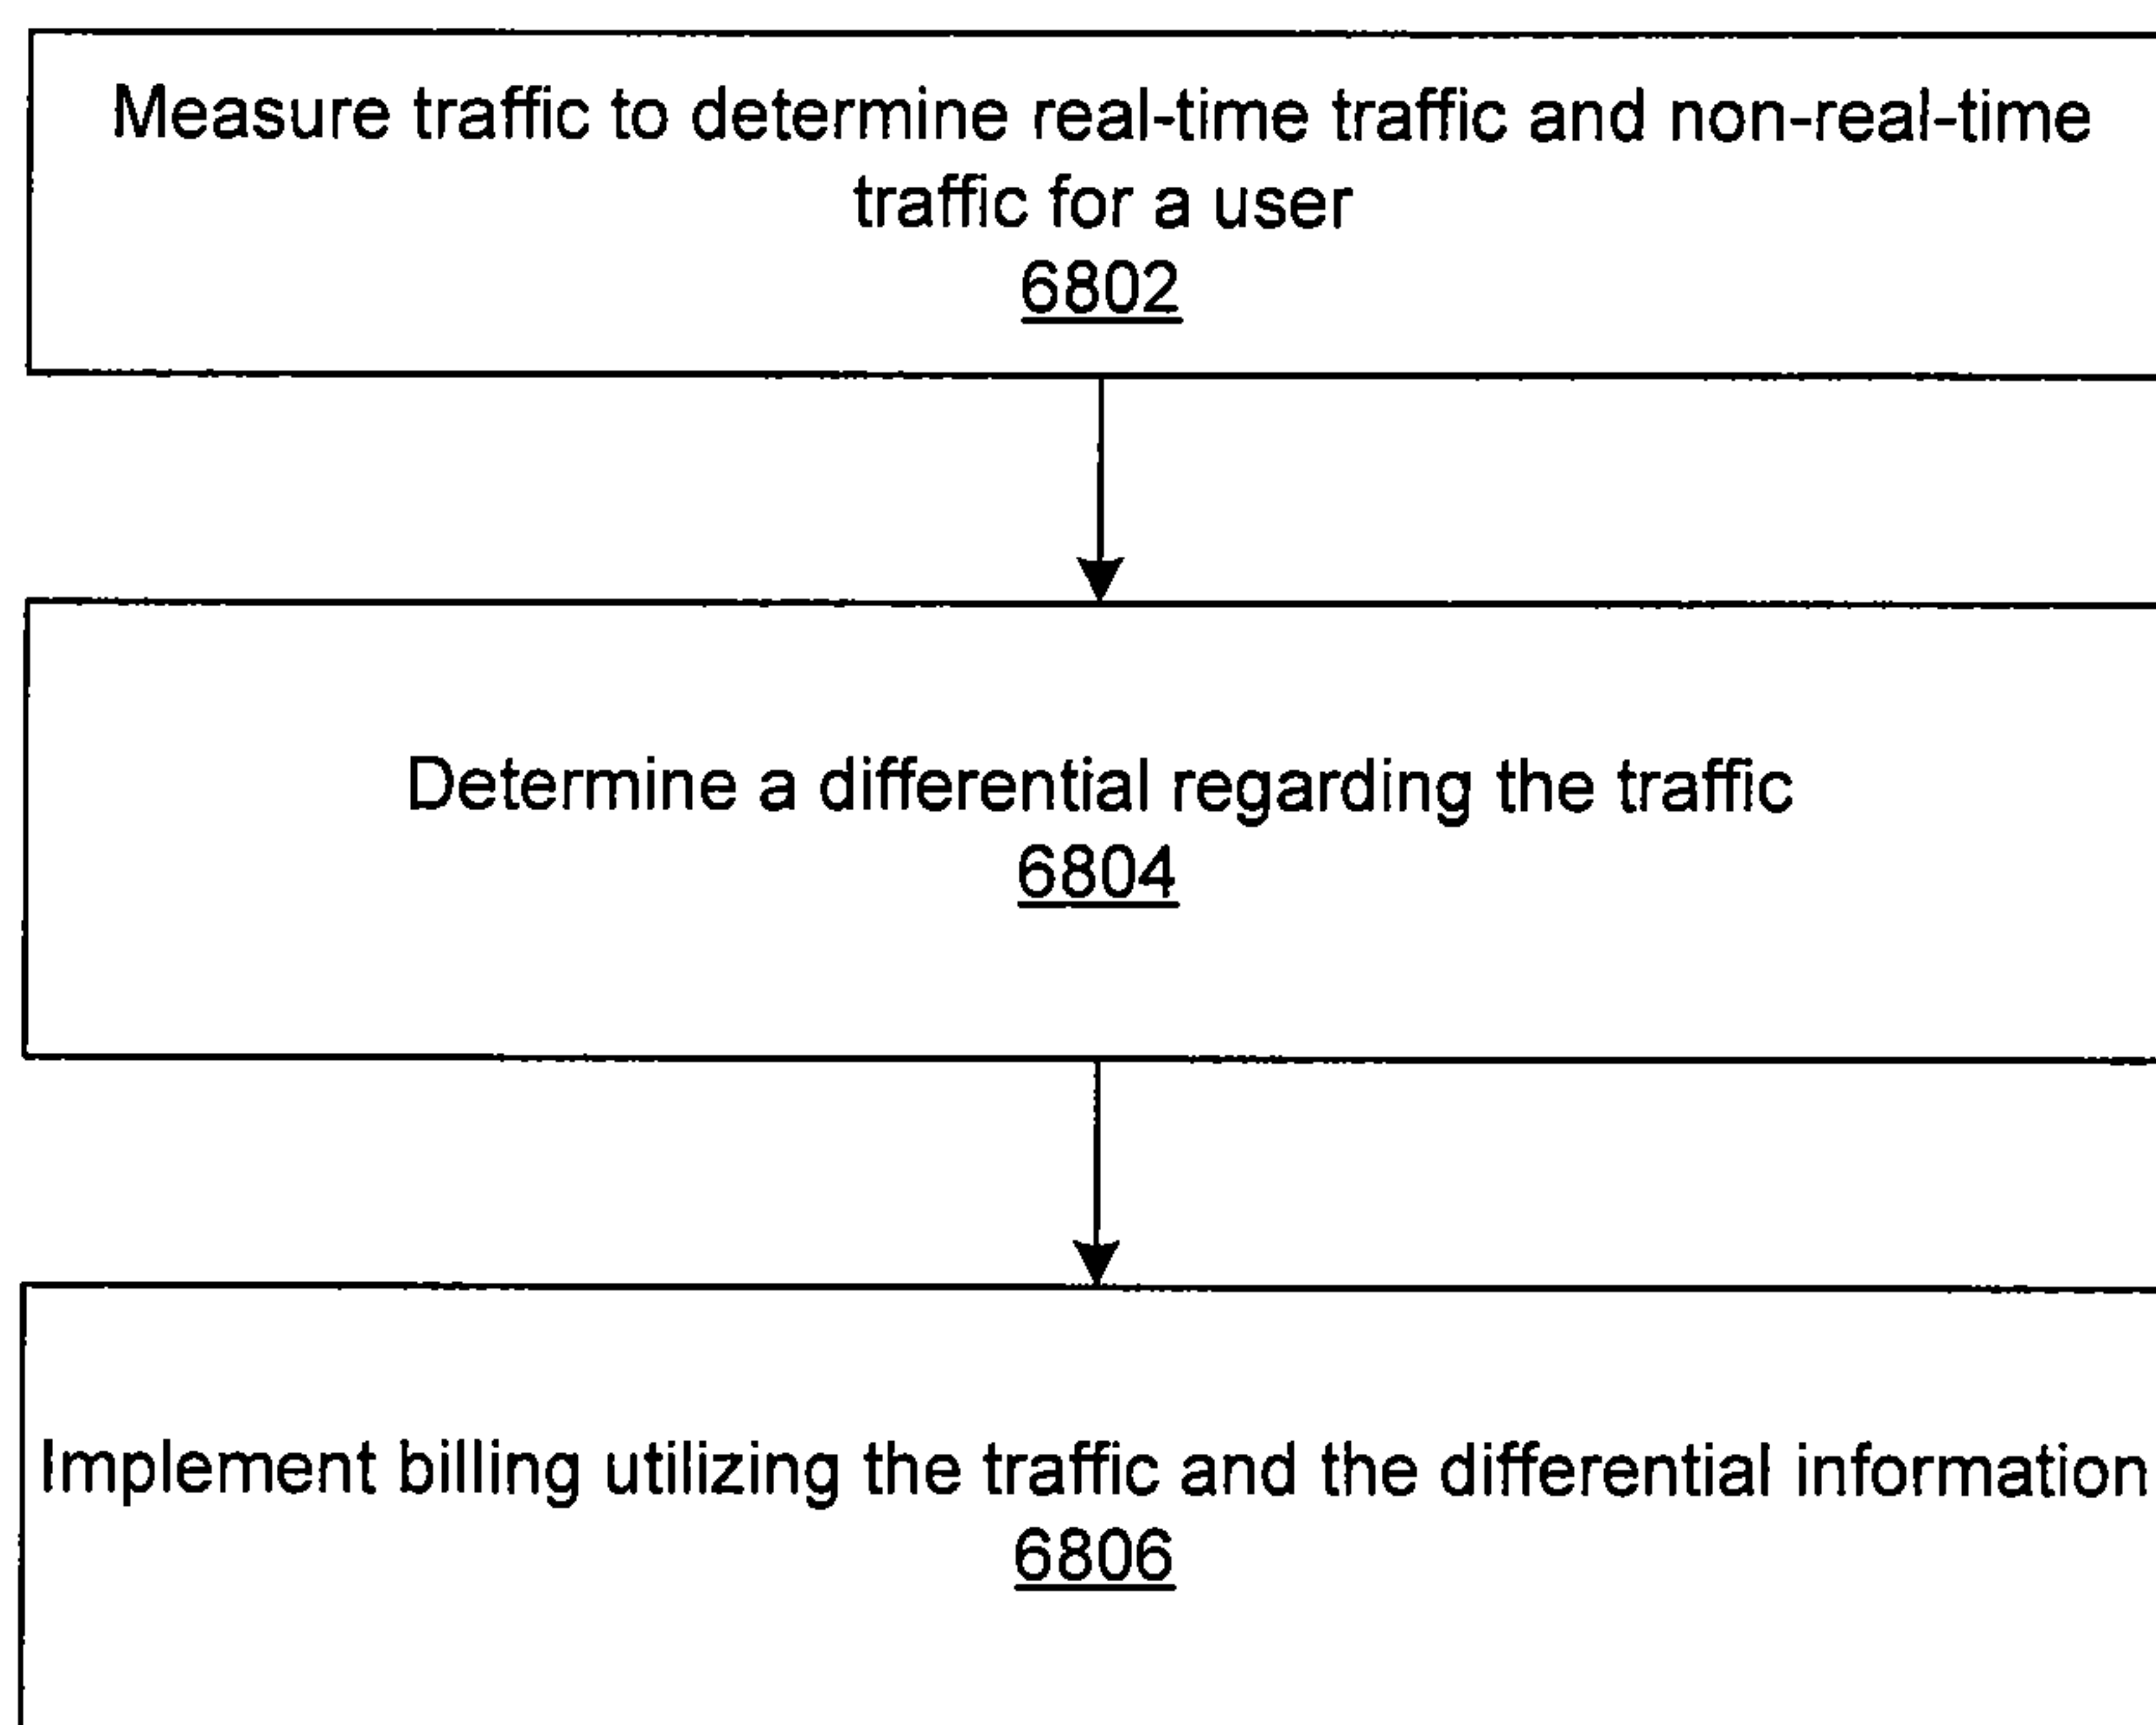 Measure traffic to determine real-time traffic and non-real-time
traffic for a user
6802
Determine a differential regarding the traffic
6804
Implement billing utilizing the traffic and the differential information
6806